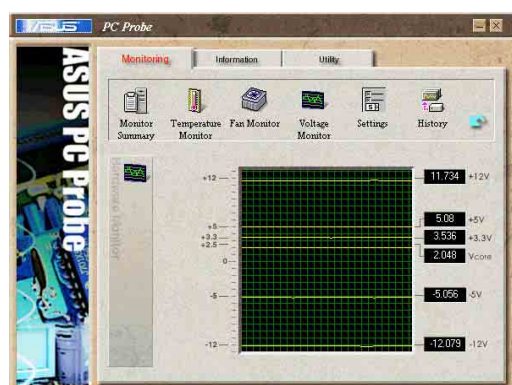 ASUS PC Probe
Monitoring Information Utility
Monitor Summary
Temperature Monitor
Fan Monitor
Voltage Monitor
Settings
History
ASUS PC Probe
Hardware Monitor
+12
+5
+3.3
+2.5
0
-5
-12
11.734 +12V
5.08 +5V
3.536 +3.3V
2.048 Vcore
-5.056 -5V
-12.079 -12V